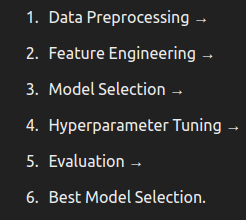 1. Data Preprocessing →
2. Feature Engineering →
3. Model Selection →
4. Hyperparameter Tuning →
5. Evaluation →
6. Best Model Selection.